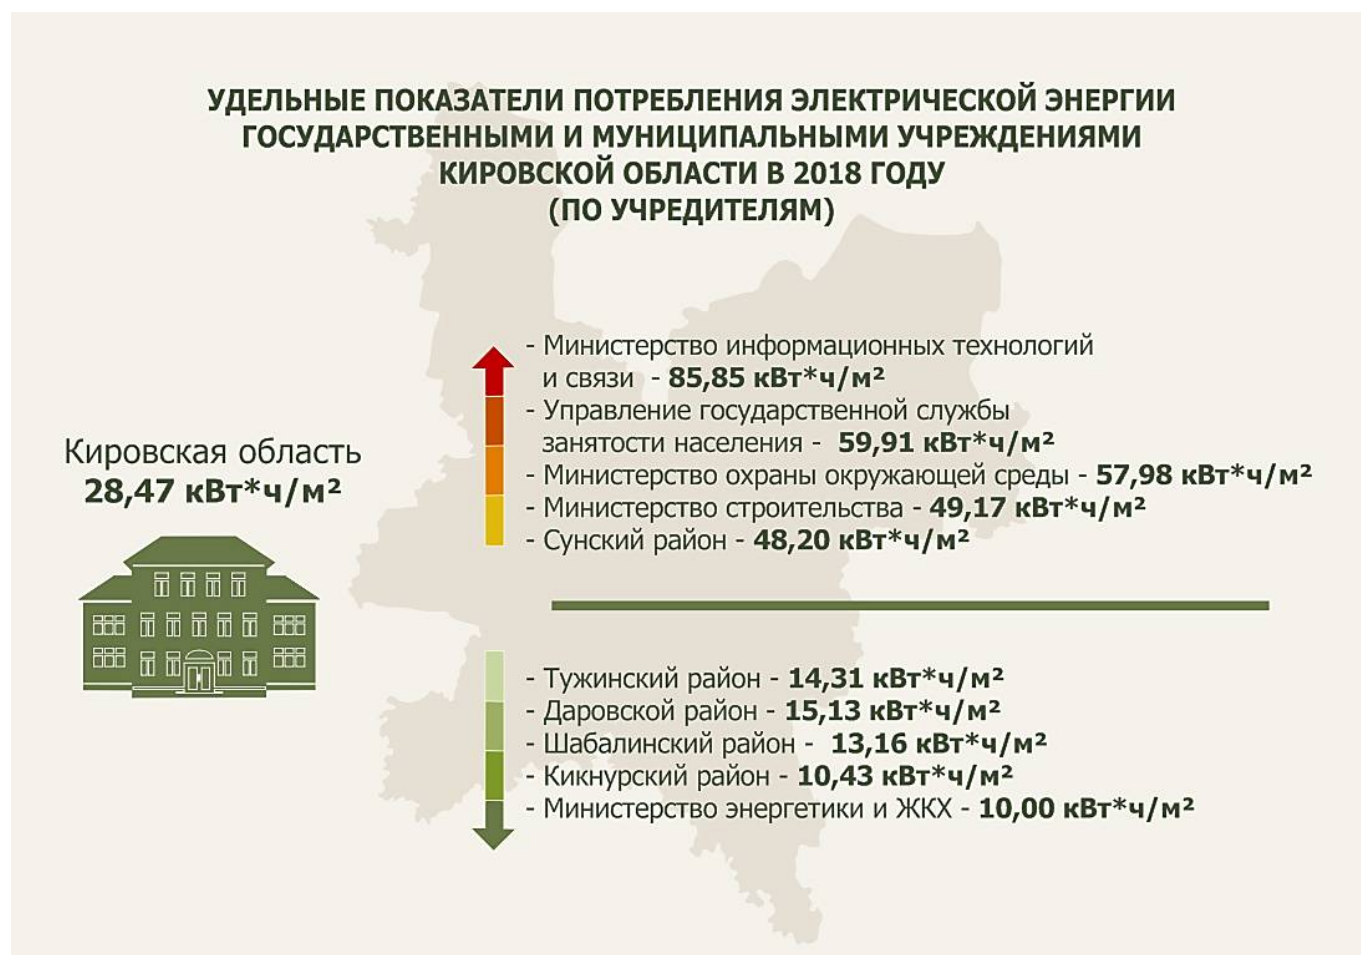 УДЕЛЬНЫЕ ПОКАЗАТЕЛИ ПОТРЕБЛЕНИЯ ЭЛЕКТРИЧЕСКОЙ ЭНЕРГИИ
ГОСУДАРСТВЕННЫМИ И МУНИЦИПАЛЬНЫМИ УЧРЕЖДЕНИЯМИ
КИРОВСКОЙ ОБЛАСТИ В 2018 ГОДУ
(ПО УЧРЕДИТЕЛЯМ)
Кировская область
28,47 кВт*ч/м²
- Министерство информационных технологий
и связи - 85,85 кВт*ч/м²
- Управление государственной службы
занятости населения - 59,91 кВт*ч/м²
- Министерство охраны окружающей среды - 57,98 кВт*ч/м²
- Министерство строительства - 49,17 кВт*ч/м²
- Сунский район - 48,20 кВт*ч/м²
- Тужинский район - 14,31 кВт*ч/м²
- Даровской район - 15,13 кВт*ч/м²
- Шабалинский район - 13,16 кВт*ч/м²
- Кикнурский район - 10,43 кВт*ч/м²
- Министерство энергетики и ЖКХ - 10,00 кВт*ч/м²